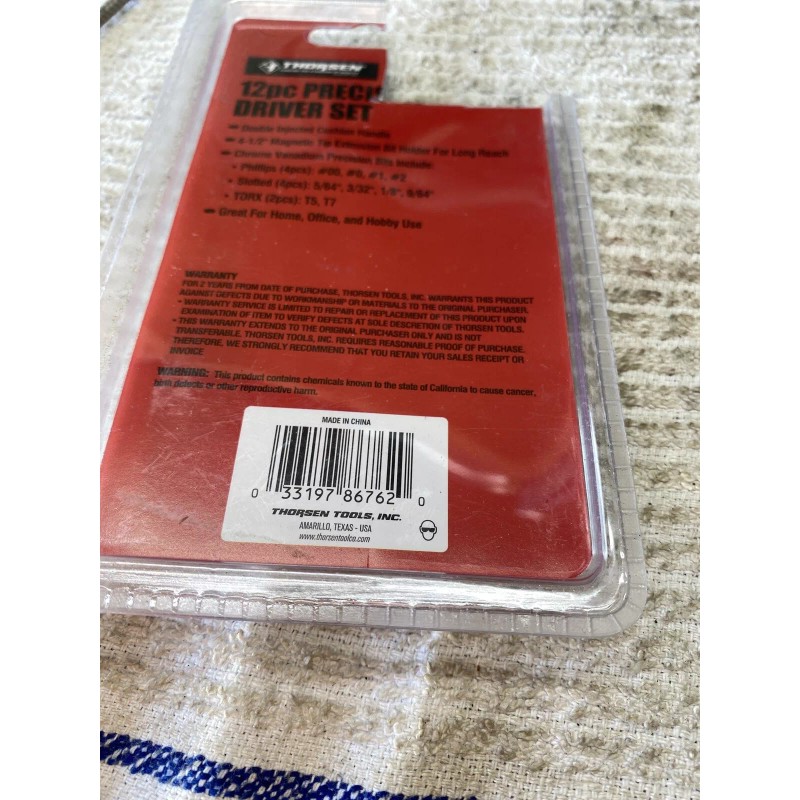 THORSEN
12pc PRECI
DRIVER SET
Double Injected Cushion Handle
4-1/2" Magnetic Tip Extension Bit Holder For Long Reach
Chrome Vanadium Precision Bits Include:
Phillips (4pcs): #00, #0, #1, #2
Slotted (4pcs): 5/64", 3/32", 1/8", 9/64"
TORX (2pcs): T5, T7
Great For Home, Office, and Hobby Use
WARRANTY
FOR 2 YEARS FROM DATE OF PURCHASE, THORSEN TOOLS, INC. WARRANTS THIS PRODUCT
AGAINST DEFECTS DUE TO WORKMANSHIP OR MATERIALS TO THE ORIGINAL PURCHASER.
• WARRANTY SERVICE IS LIMITED TO REPAIR OR REPLACEMENT OF THIS PRODUCT UPON
EXAMINATION OF ITEM TO VERIFY DEFECTS AT SOLE DESCRETION OF THORSEN TOOLS.
• THIS WARRANTY EXTENDS TO THE ORIGINAL PURCHASER ONLY AND IS NOT
TRANSFERABLE. THORSEN TOOLS, INC. REQUIRES REASONABLE PROOF OF PURCHASE.
THEREFORE, WE STRONGLY RECOMMEND THAT YOU RETAIN YOUR SALES RECEIPT OR
INVOICE
WARNING: This product contains chemicals known to the state of California to cause cancer,
birth defects or other reproductive harm.
MADE IN CHINA
0 33197 86762 0
THORSEN TOOLS, INC.
AMARILLO, TEXAS - USA
www.thorsentoolco.com